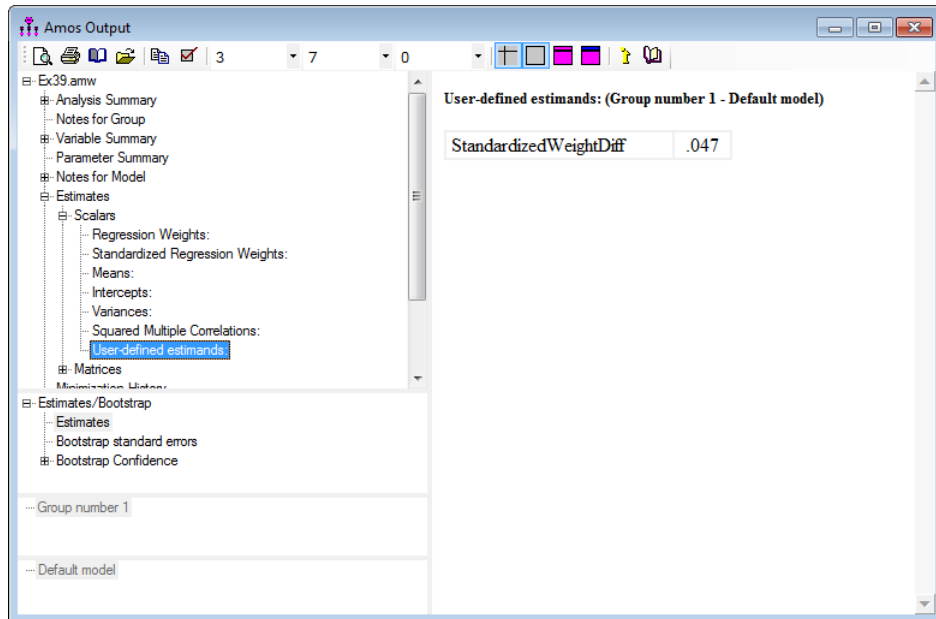 Amos Output
3 7 0
Ex39.amw
Analysis Summary
Notes for Group
Variable Summary
Parameter Summary
Notes for Model
Estimates
Scalars
Regression Weights:
Standardized Regression Weights:
Means:
Intercepts:
Variances:
Squared Multiple Correlations:
User-defined estimands:
Matrices
Minimization History
Estimates/Bootstrap
Estimates
Bootstrap standard errors
Bootstrap Confidence
Group number 1
Default model
User-defined estimands: (Group number 1 - Default model)
StandardizedWeightDiff .047